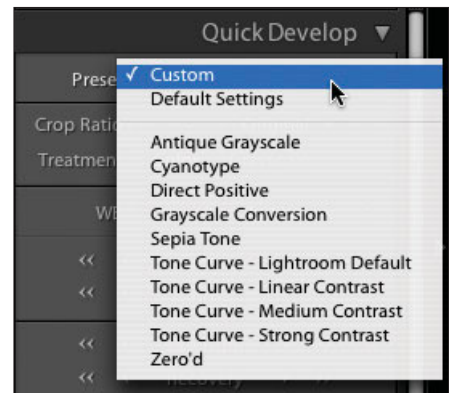 Quick Develop ▼
Prese
✓ Custom
Default Settings
Crop Ratio
Antique Grayscale
Treatmen
Cyanotype
Direct Positive
WB
Grayscale Conversion
Sepia Tone
Tone Curve - Lightroom Default
Tone Curve - Linear Contrast
Tone Curve - Medium Contrast
Tone Curve - Strong Contrast
Zero'd
Recovery